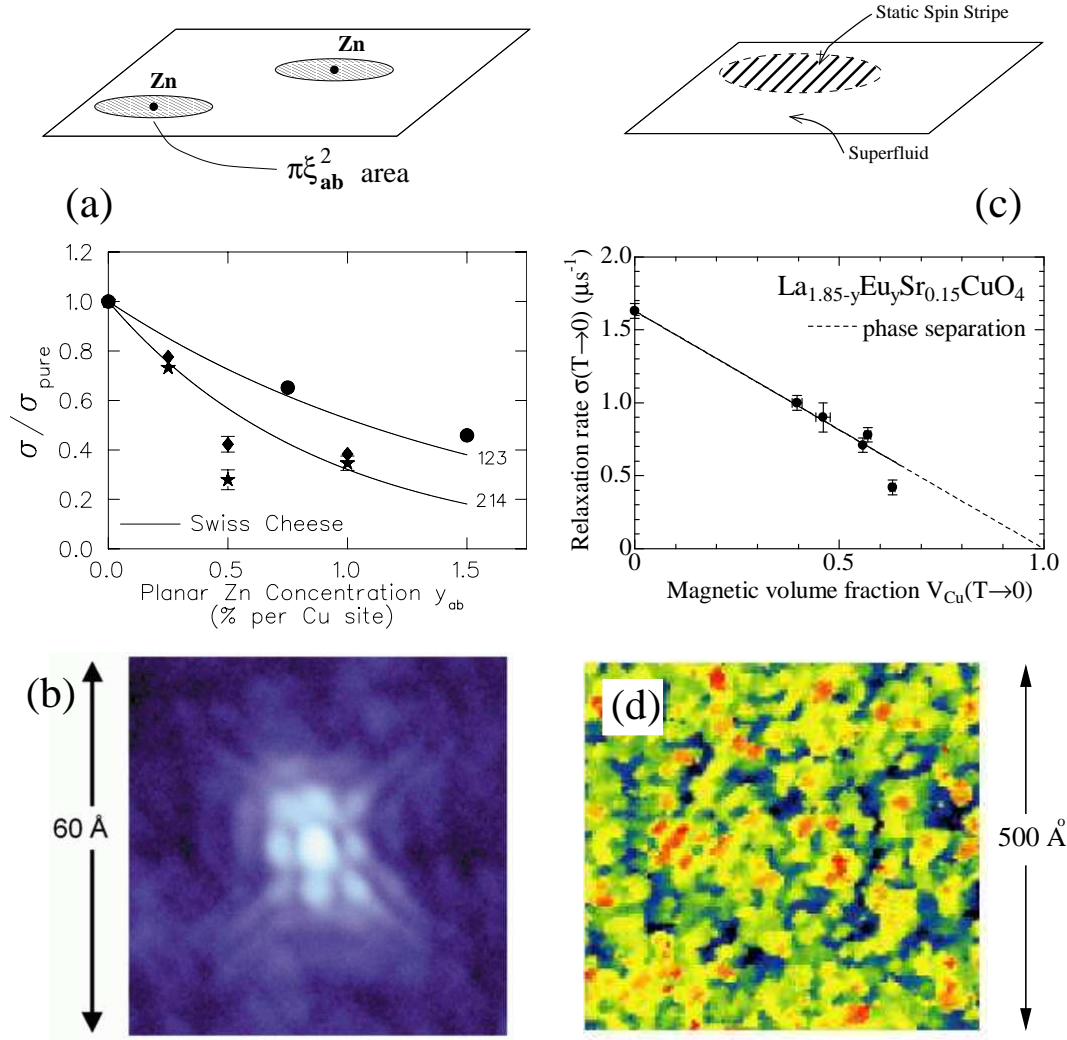 Zn
Zn
πξ_ab^2 area
(a)
Static Spin Stripe
Superfluid
(c)
σ / σ_pure
1.2
1.0
0.8
0.6
0.4
0.2
0.0
123
214
Swiss Cheese
0.0 0.5 1.0 1.5
Planar Zn Concentration y_ab
(% per Cu site)
Relaxation rate σ(T→0) (μs^-1)
2.0
1.5
1.0
0.5
0
La_1.85-yEu_ySr_0.15CuO_4
phase separation
0 0.5 1.0
Magnetic volume fraction V_Cu(T→0)
(b)
60 Å
(d)
500 Å